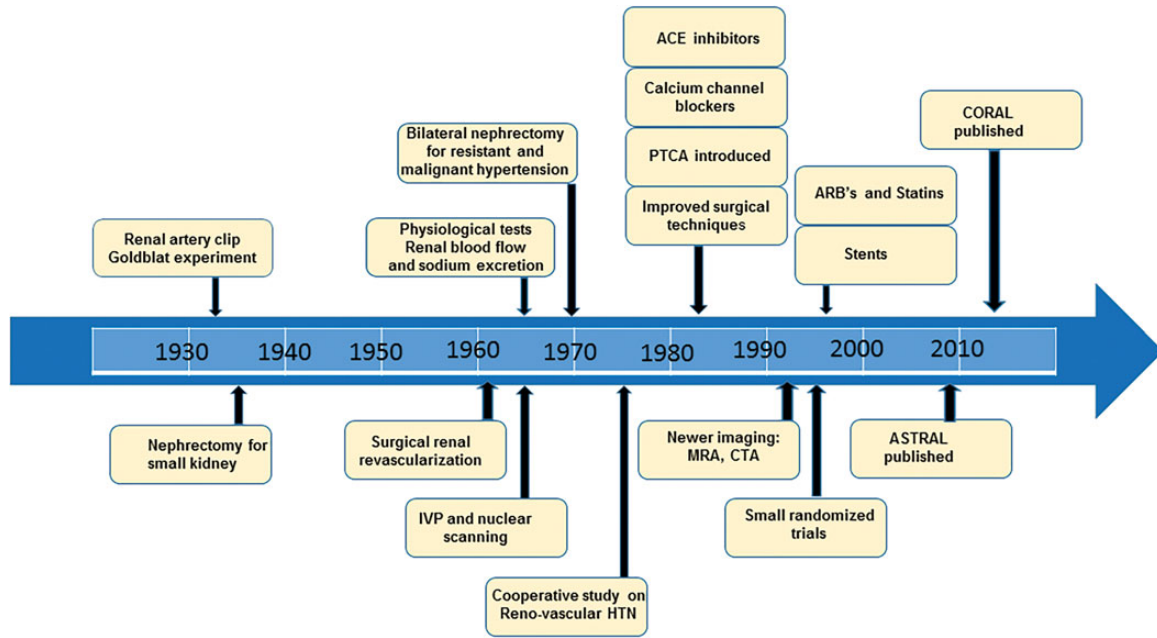 ACE inhibitors
Calcium channel
blockers
PTCA introduced
Improved surgical
techniques
CORAL
published
Bilateral nephrectomy
for resistant and
malignant hypertension
ARB's and Statins
Stents
Renal artery clip
Goldblat experiment
Physiological tests
Renal blood flow
and sodium excretion
1930 1940 1950 1960 1970 1980 1990 2000 2010
Nephrectomy for
small kidney
Surgical renal
revascularization
Newer imaging:
MRA, CTA
ASTRAL
published
IVP and nuclear
scanning
Small randomized
trials
Cooperative study on
Reno-vascular HTN